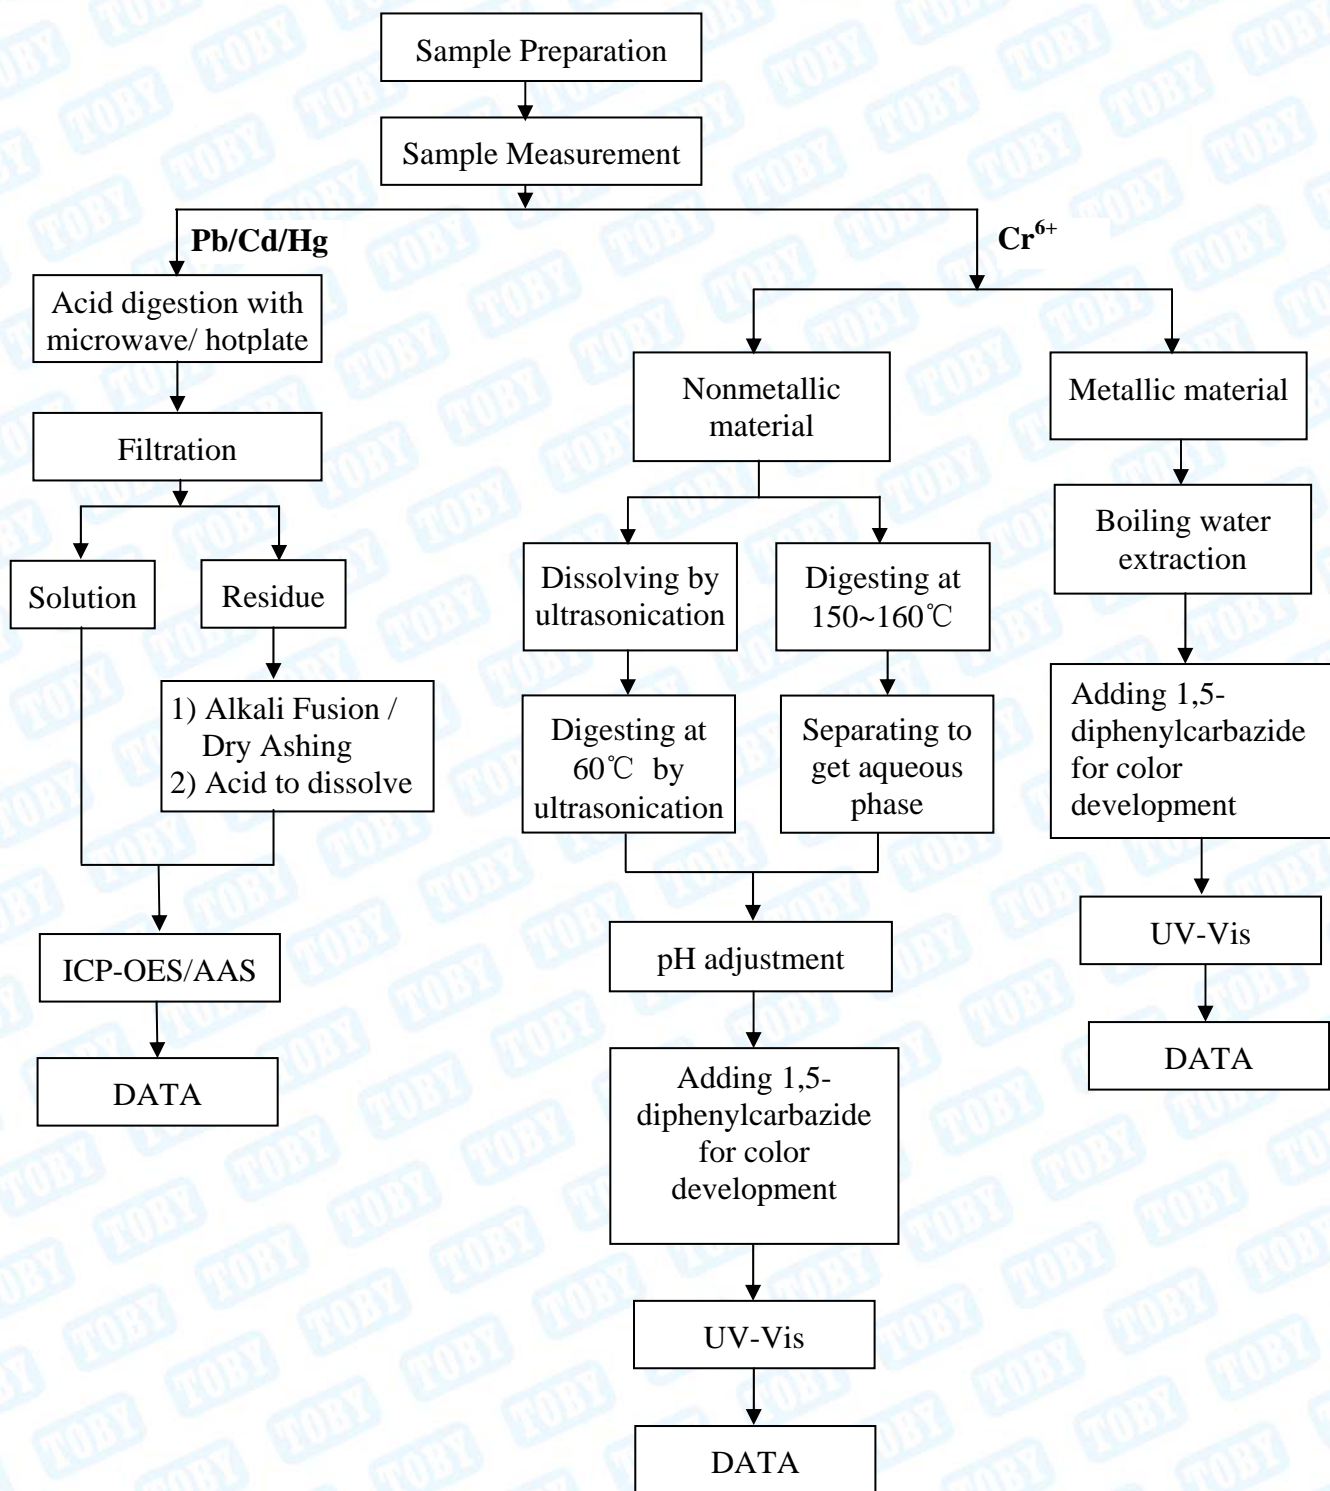 Sample Preparation
Sample Measurement
Pb/Cd/Hg
Cr6+
Acid digestion with
microwave/ hotplate
Filtration
Solution
Residue
1) Alkali Fusion /
Dry Ashing
2) Acid to dissolve
ICP-OES/AAS
DATA
Nonmetallic
material
Dissolving by
ultrasonication
Digesting at
60℃ by
ultrasonication
Digesting at
150~160℃
Separating to
get aqueous
phase
pH adjustment
Adding 1,5-
diphenylcarbazide
for color
development
UV-Vis
DATA
Metallic material
Boiling water
extraction
Adding 1,5-
diphenylcarbazide
for color
development
UV-Vis
DATA
TOBY